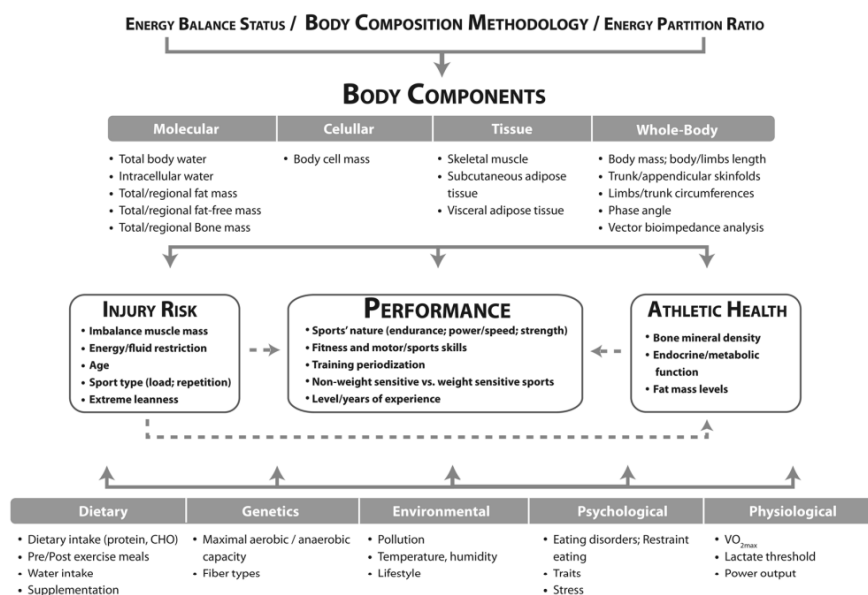 ENERGY BALANCE STATUS / BODY COMPOSITION METHODOLOGY / ENERGY PARTITION RATIO
BODY COMPONENTS
Molecular
• Total body water
• Intracellular water
• Total/regional fat mass
• Total/regional fat-free mass
• Total/regional Bone mass
Celullar
• Body cell mass
Tissue
• Skeletal muscle
• Subcutaneous adipose
tissue
• Visceral adipose tissue
Whole-Body
• Body mass; body/limbs length
• Trunk/appendicular skinfolds
• Limbs/trunk circumferences
• Phase angle
• Vector bioimpedance analysis
INJURY RISK
• Imbalance muscle mass
• Energy/fluid restriction
• Age
• Sport type (load; repetition)
• Extreme leanness
PERFORMANCE
• Sports' nature (endurance; power/speed; strength)
• Fitness and motor/sports skills
• Training periodization
• Non-weight sensitive vs. weight sensitive sports
• Level/years of experience
ATHLETIC HEALTH
• Bone mineral density
• Endocrine/metabolic
function
• Fat mass levels
Dietary
• Dietary intake (protein, CHO)
• Pre/Post exercise meals
• Water intake
• Supplementation
Genetics
• Maximal aerobic / anaerobic
capacity
• Fiber types
Environmental
• Pollution
• Temperature, humidity
• Lifestyle
Psychological
• Eating disorders; Restraint
eating
• Traits
• Stress
Physiological
• VO2max
• Lactate threshold
• Power output